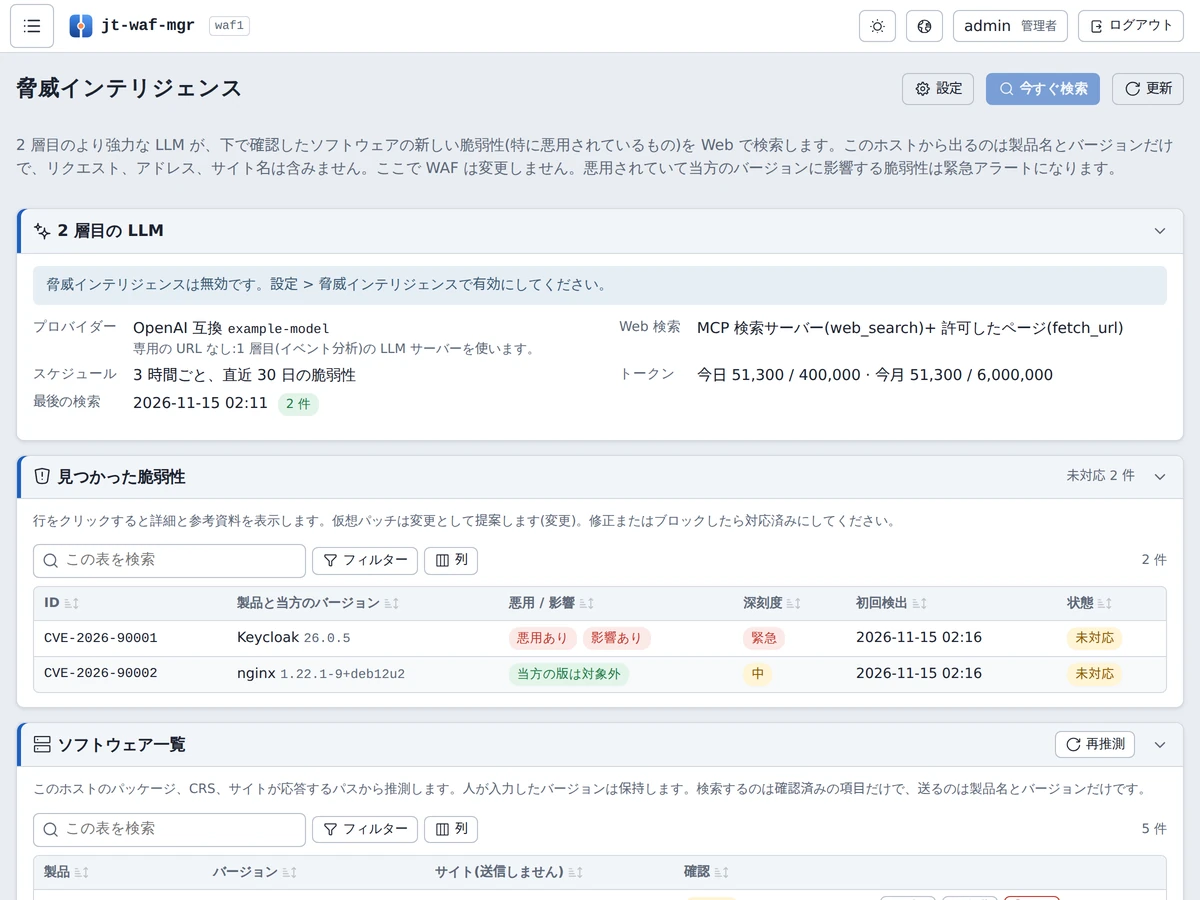 jt-waf-mgr waf1 admin 管理者 ログアウト
脅威インテリジェンス 設定 今すぐ検索 更新
2 層目のより強力な LLM が、下で確認したソフトウェアの新しい脆弱性(特に悪用されているもの)を Web で検索します。このホストから出るのは製品名とバージョンだけ
で、リクエスト、アドレス、サイト名は含みません。ここで WAF は変更しません。悪用されていて当方のバージョンに影響する脆弱性は緊急アラートになります。
2 層目の LLM
脅威インテリジェンスは無効です。設定 > 脅威インテリジェンスで有効にしてください。
プロバイダー OpenAI 互換 example-model Web 検索 MCP 検索サーバー(web_search)+ 許可したページ(fetch_url)
専用の URL なし:1 層目(イベント分析)の LLM サーバーを使います。
スケジュール 3 時間ごと、直近 30 日の脆弱性 トークン 今日 51,300 / 400,000 · 今月 51,300 / 6,000,000
最後の検索 2026-11-15 02:11 2 件
見つかった脆弱性 未対応 2 件
行をクリックすると詳細と参考資料を表示します。仮想パッチは変更として提案します(変更)。修正またはブロックしたら対応済みにしてください。
この表を検索 フィルター 列 2 件
ID 製品と当方のバージョン 悪用 / 影響 深刻度 初回検出 状態
CVE-2026-90001 Keycloak 26.0.5 悪用あり 影響あり 緊急 2026-11-15 02:16 未対応
CVE-2026-90002 nginx 1.22.1-9+deb12u2 当方の版は対象外 中 2026-11-15 02:16 未対応
ソフトウェア一覧 再推測
このホストのパッケージ、CRS、サイトが応答するパスから推測します。人が入力したバージョンは保持します。検索するのは確認済みの項目だけで、送るのは製品名とバージョンだけです。
この表を検索 フィルター 列 5 件
製品 バージョン サイト(送信しません) 確認